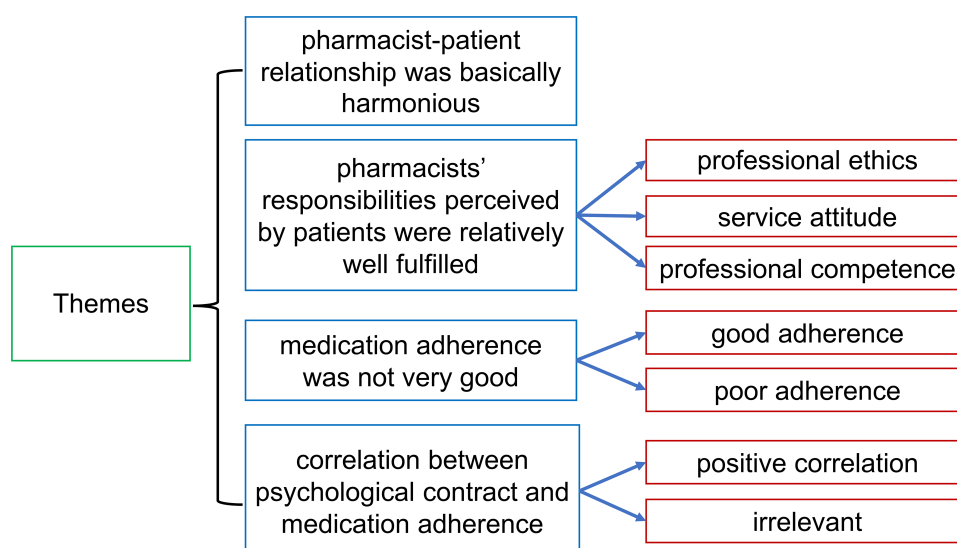 Themes
pharmacist-patient
relationship was basically
harmonious
pharmacists’
responsibilities perceived
by patients were relatively
well fulfilled
professional ethics
service attitude
professional competence
medication adherence
was not very good
good adherence
poor adherence
correlation between
psychological contract and
medication adherence
positive correlation
irrelevant